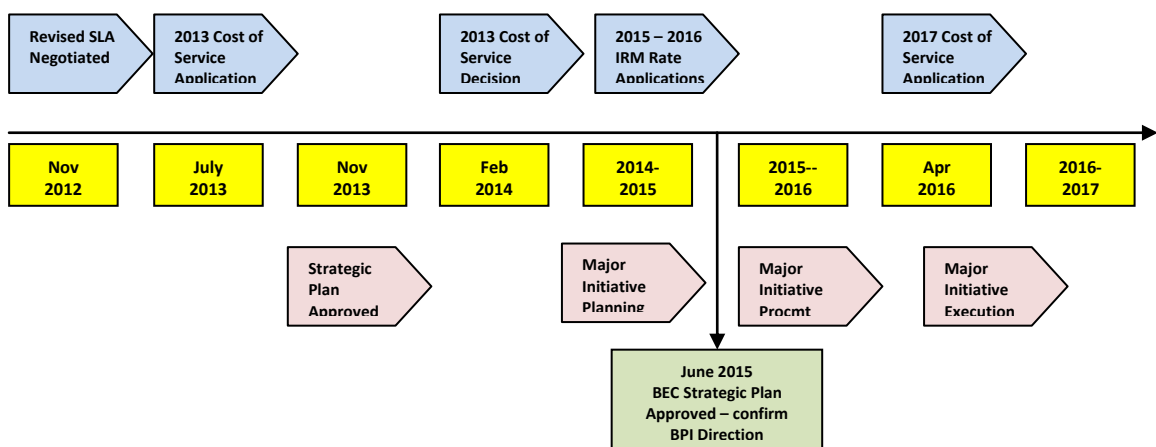 Revised SLA
Negotiated
2013 Cost of
Service
Application
2013 Cost of
Service
Decision
2015 – 2016
IRM Rate
Applications
2017 Cost of
Service
Application
Nov
2012
July
2013
Nov
2013
Feb
2014
2014-
2015
2015--
2016
Apr
2016
2016-
2017
Strategic
Plan
Approved
Major
Initiative
Planning
Major
Initiative
Procmt
Major
Initiative
Execution
June 2015
BEC Strategic Plan
Approved – confirm
BPI Direction